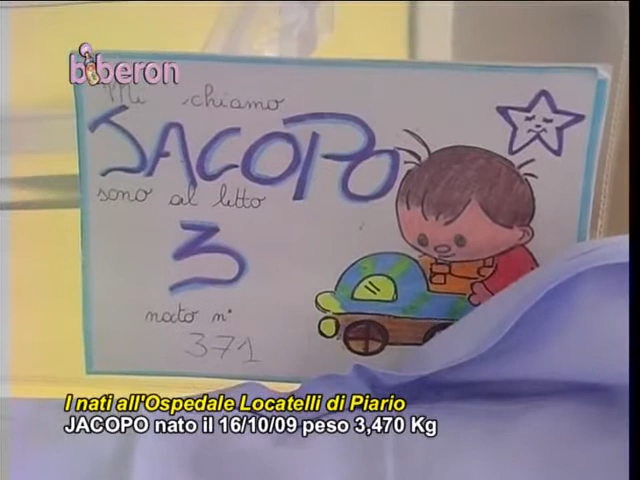 biberon
Mi chiamo
JACOPO
sono al letto
3
nato n°
371
I nati all'Ospedale Locatelli di Piario
JACOPO nato il 16/10/09 peso 3,470 Kg